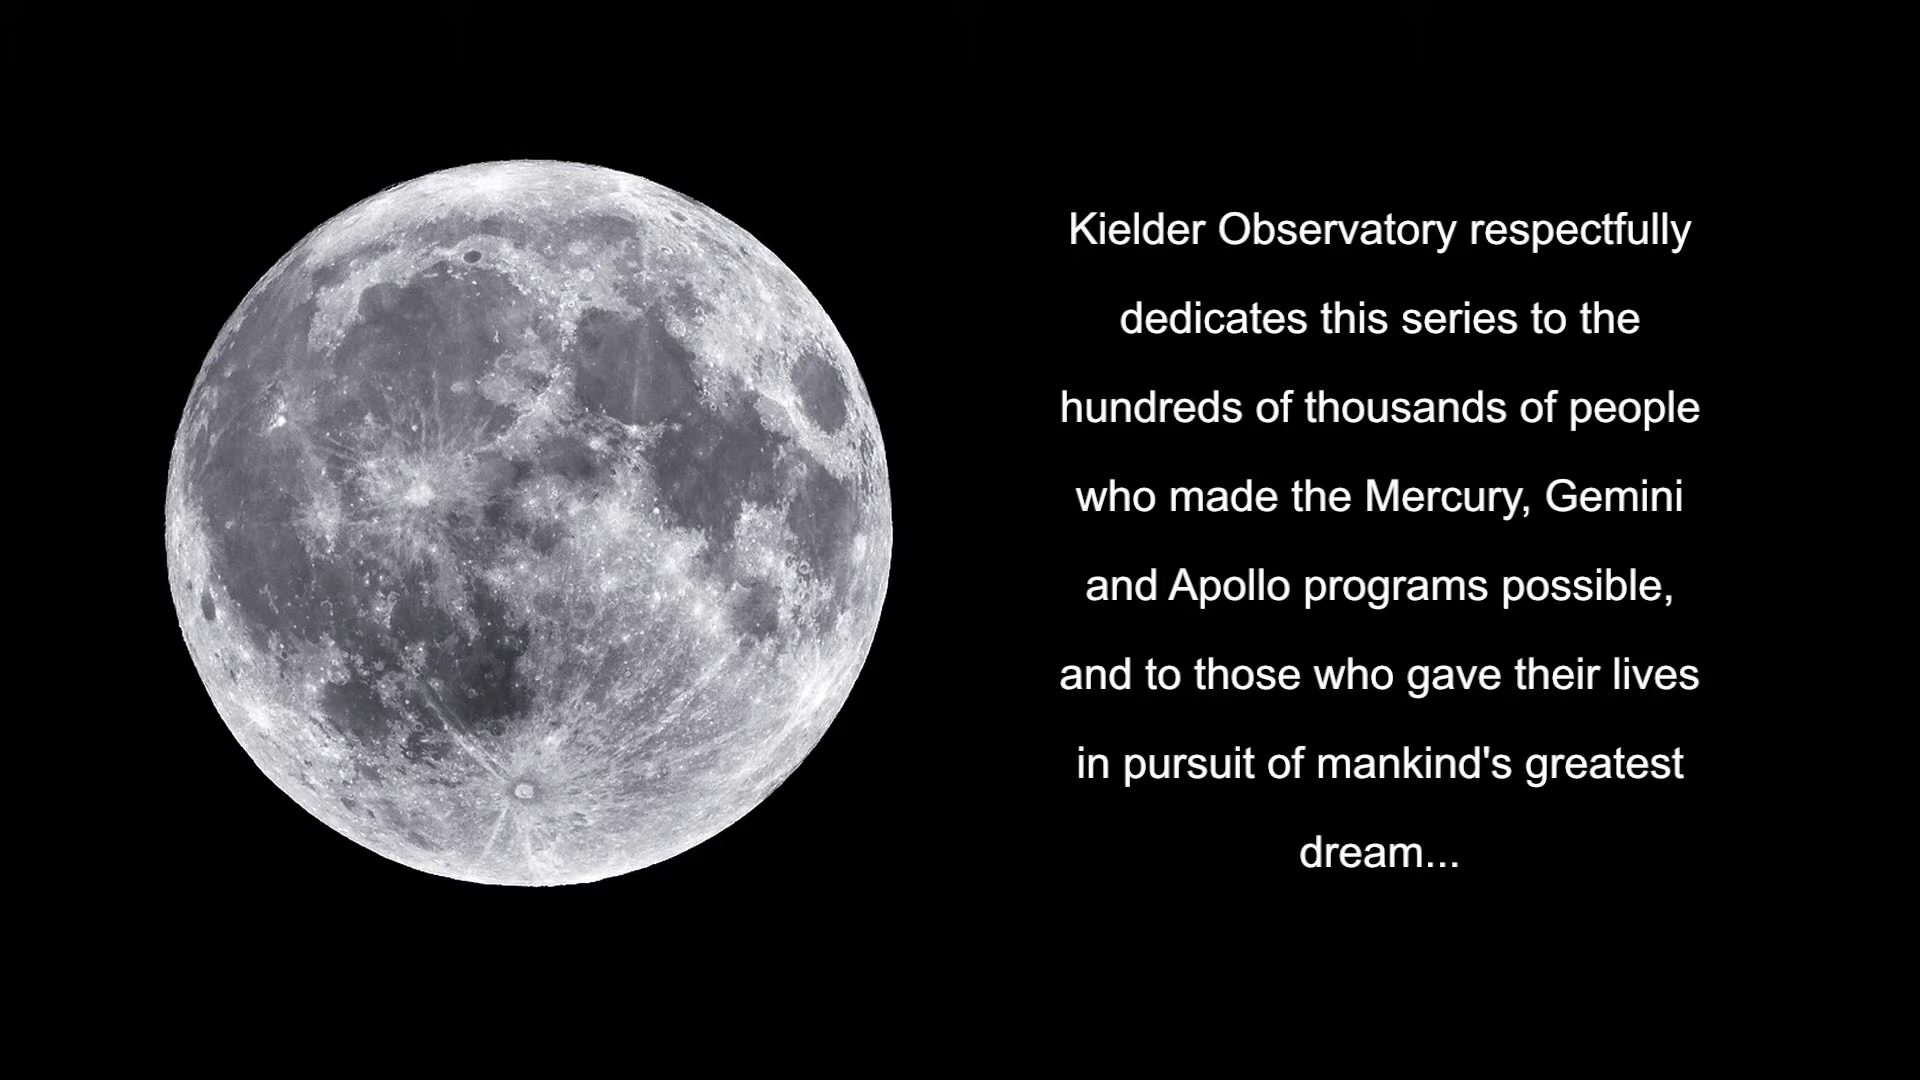 Kielder Observatory respectfully
dedicates this series to the
hundreds of thousands of people
who made the Mercury, Gemini
and Apollo programs possible,
and to those who gave their lives
in pursuit of mankind's greatest
dream...